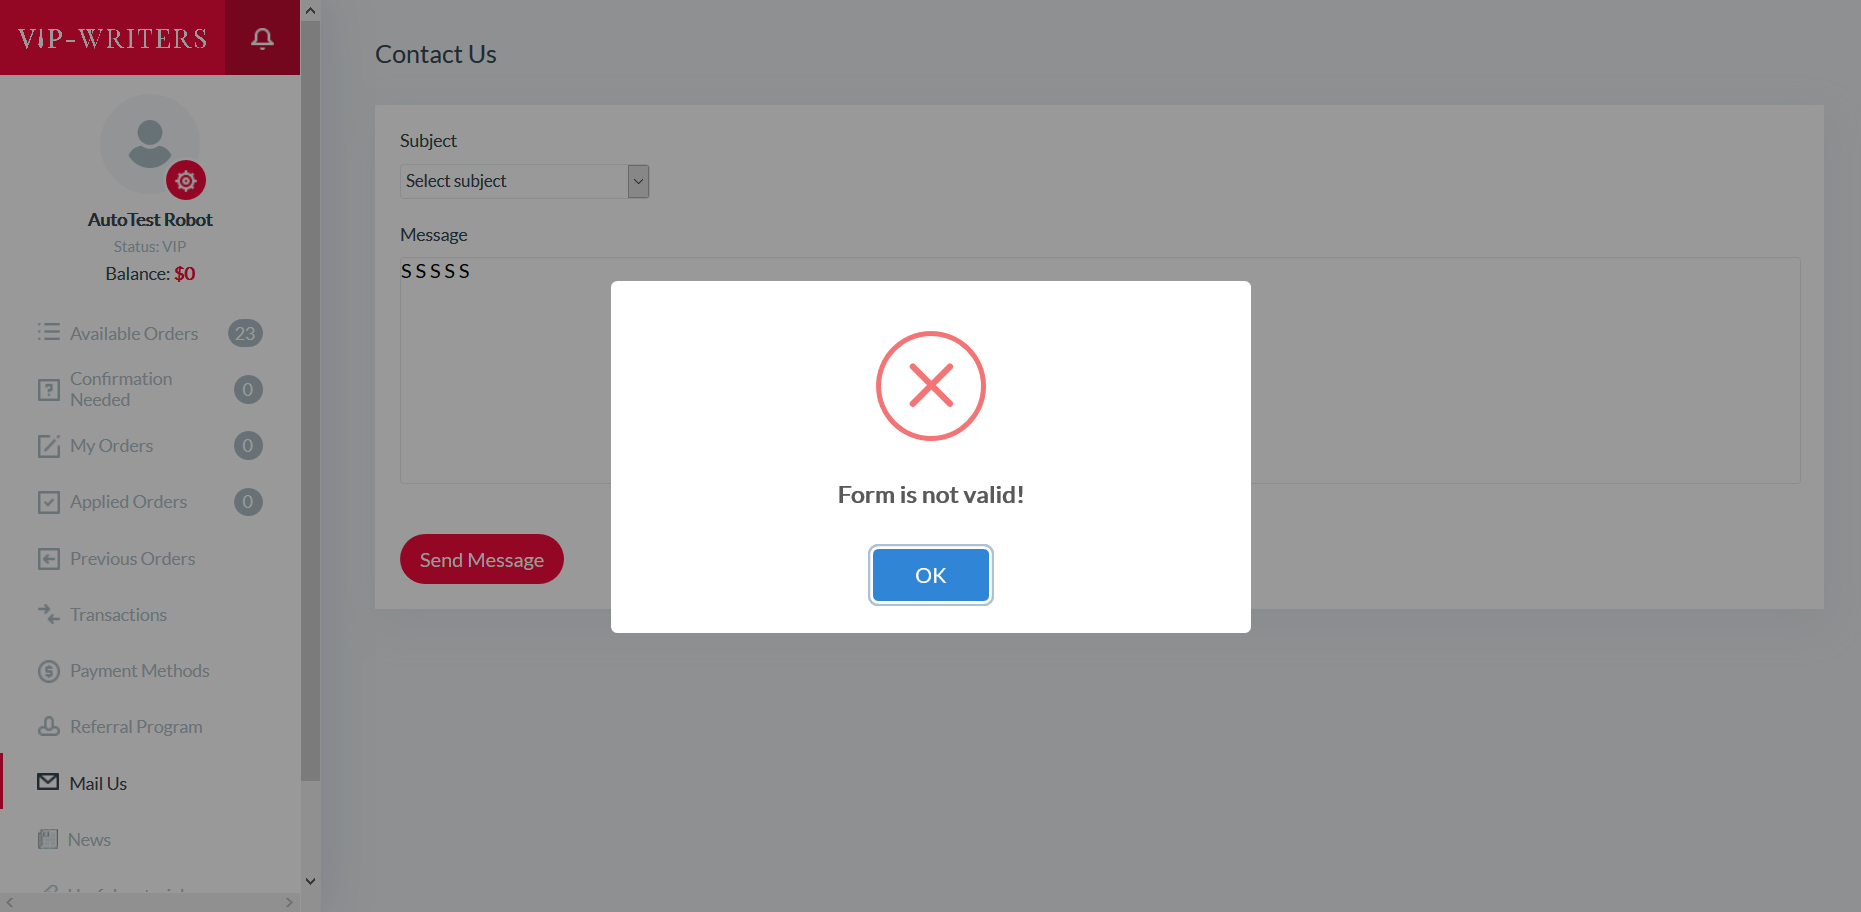 VIP-WRITERS
AutoTest Robot
Status: VIP
Balance: $0
Available Orders 23
Confirmation
Needed 0
My Orders 0
Applied Orders 0
Previous Orders
Transactions
Payment Methods
Referral Program
Mail Us
News
Contact Us
Subject
Select subject
Message
S S S S S
Send Message
Form is not valid!
OK